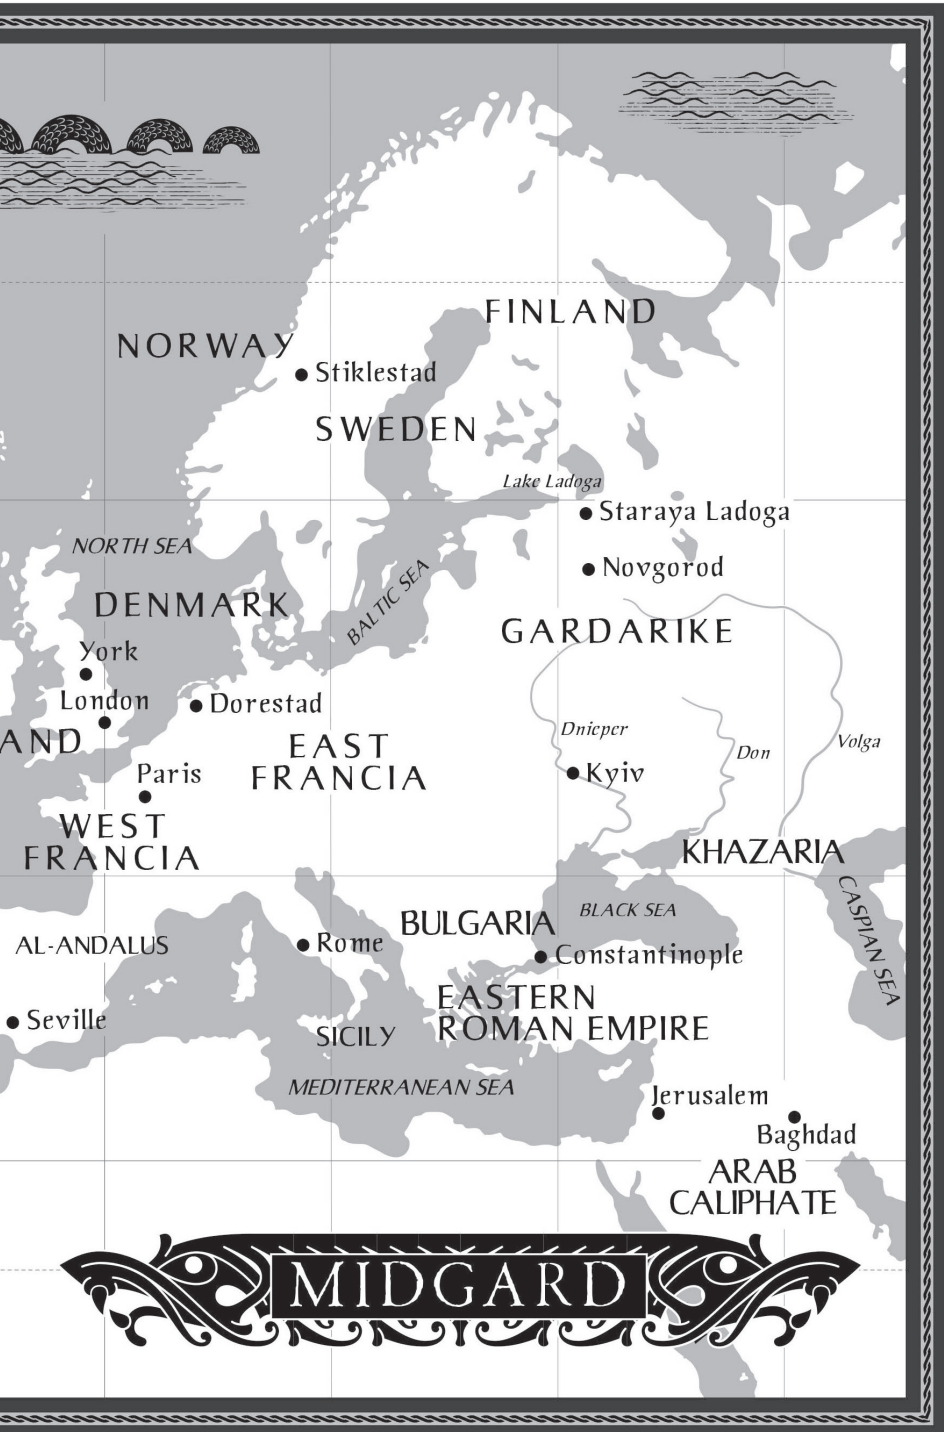 FINLAND
NORWAY
Stiklestad
SWEDEN
Lake Ladoga
Staraya Ladoga
NORTH SEA
Novgorod
BALTIC SEA
DENMARK
GARDARIKE
York
London
Dorestad
AND
Dnieper
Don
Volga
EAST
FRANCIA
Paris
Kyiv
WEST
FRANCIA
KHAZARIA
CASPIAN SEA
BULGARIA
BLACK SEA
AL-ANDALUS
Rome
Constantinople
EASTERN
ROMAN EMPIRE
Seville
SICILY
MEDITERRANEAN SEA
Jerusalem
Baghdad
ARAB
CALIPHATE
MIDGARD